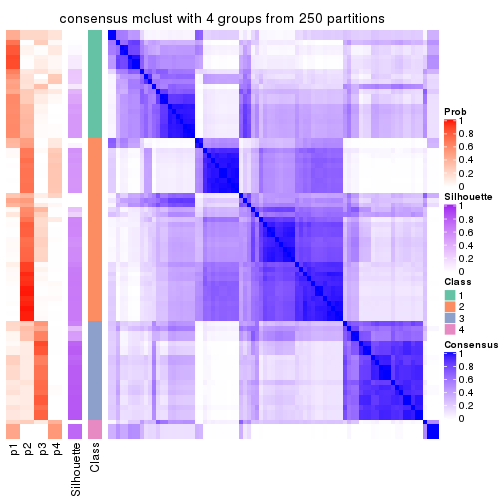 consensus mclust with 4 groups from 250 partitions
Prob
1
0.8
0.6
0.4
0.2
0
Silhouette
1
0.8
0.6
0.4
0.2
0
Class
1
2
3
4
Consensus
1
0.8
0.6
0.4
0.2
0
p1
p2
p3
p4
Silhouette
Class